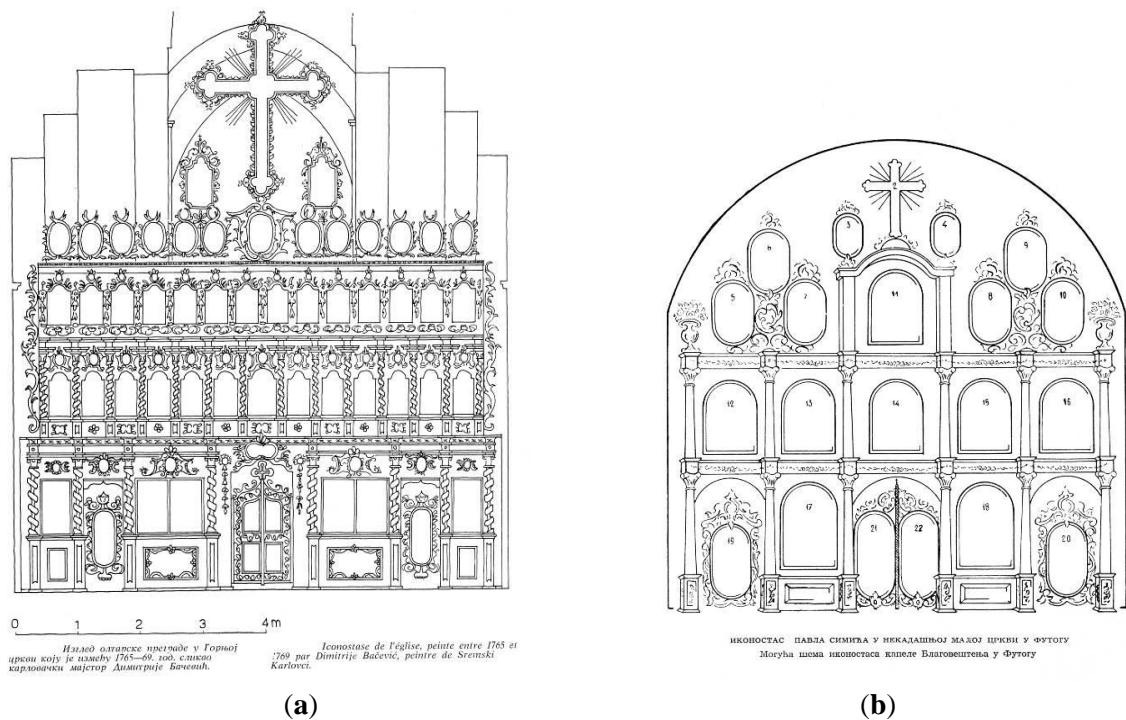 2
3
4
6
9
5
7
8
10
11
12
13
14
15
16
17
18
19
21
22
20
0 1 2 3 4 m
Изглед олтарске преграде у Горњој
цркви коју је између 1765—69. год. сликао
карловачки мајстор Димитрије Бачевић.
Iconostase de l'église, peinte entre 1765 et
1769 par Dimitrije Bačević, peintre de Sremski
Karlovci.
ИКОНОСТАС ПАВЛА СИМИЋА У НЕКАДАШЊОЈ МАЛОЈ ЦРКВИ У ФУТОГУ
Могућа шема иконостаса капеле Благовештења у Футогу
(a)
(b)